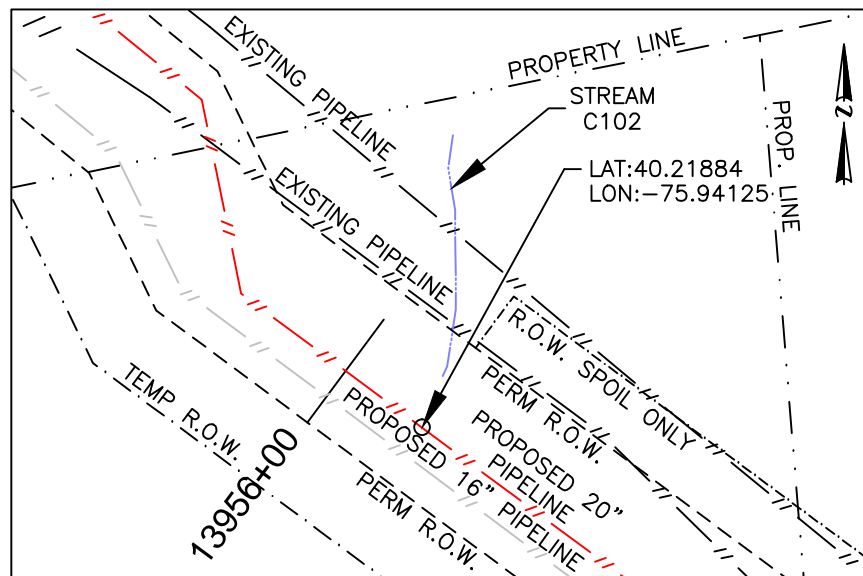 EXISTING PIPELINE
PROPERTY LINE
STREAM
C102
PROP. LINE
N
LAT:40.21884
LON:-75.94125
EXISTING PIPELINE
R.O.W. SPOIL ONLY
PERM R.O.W.
TEMP R.O.W.
PROPOSED 20"
PIPELINE
PROPOSED 16" PIPELINE
PERM R.O.W.
13956+00